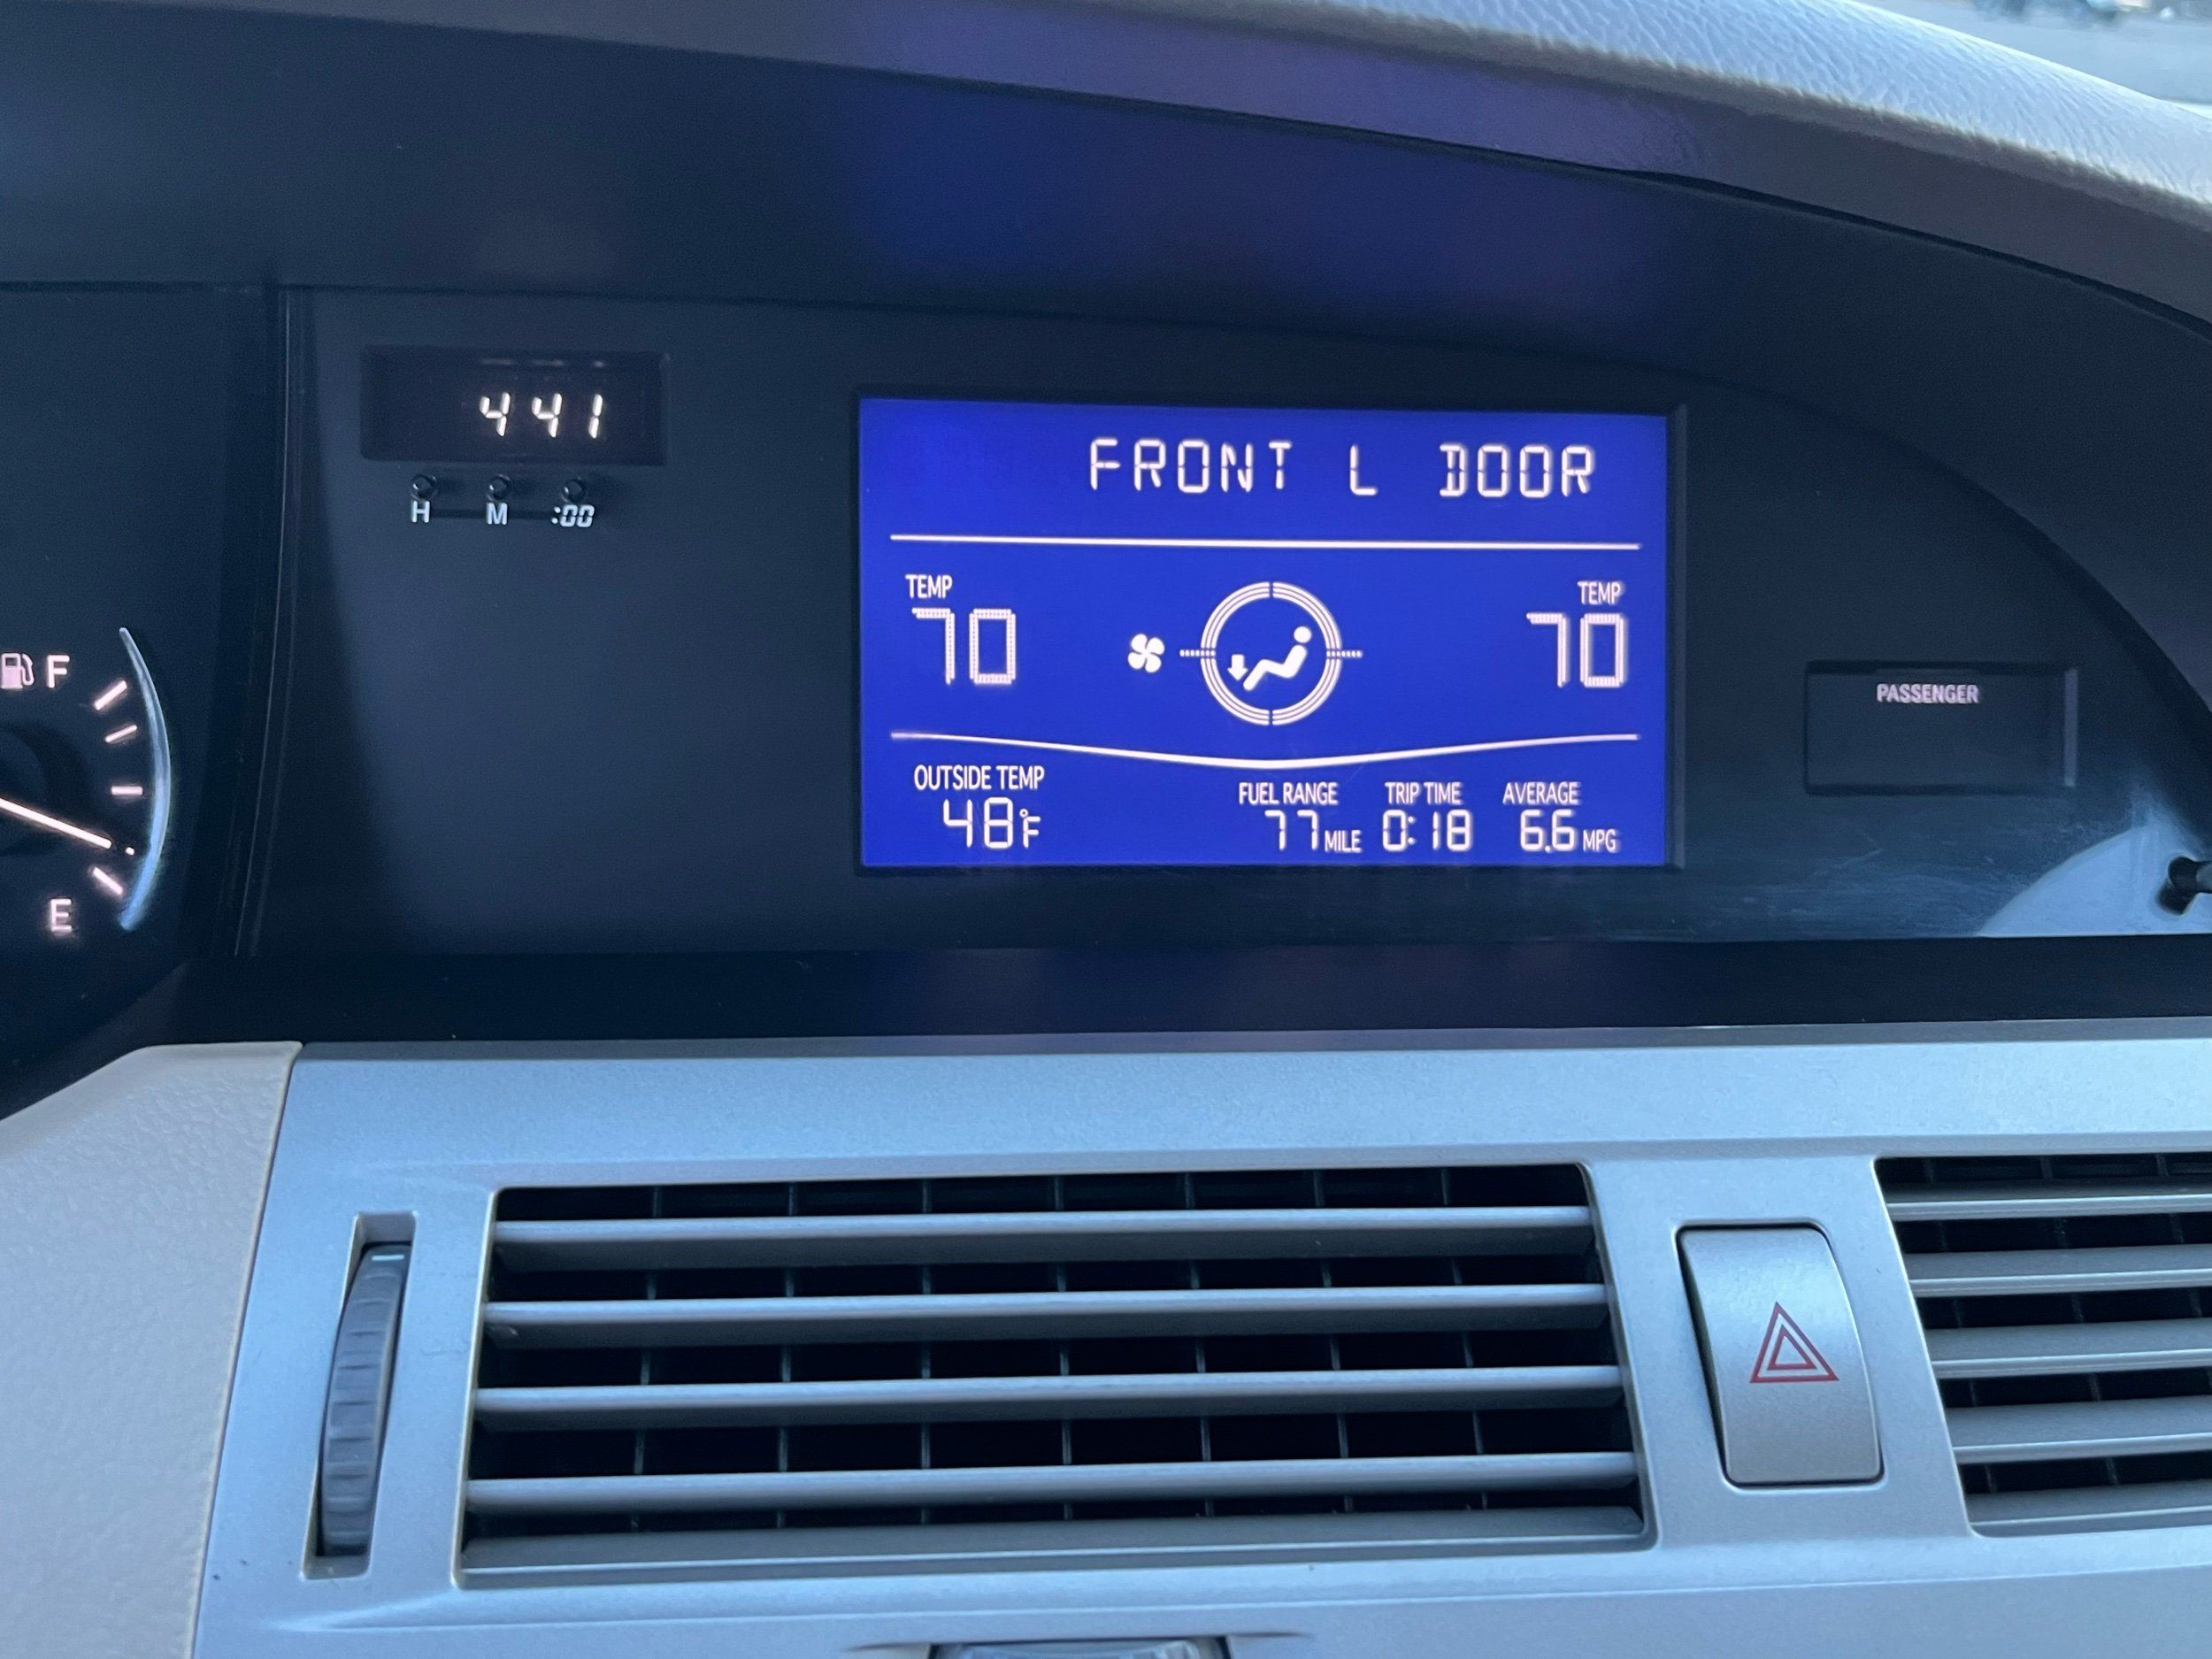 441
H M :00
FRONT L DOOR
TEMP TEMP
70 70
PASSENGER
F
E
OUTSIDE TEMP FUEL RANGE TRIP TIME AVERAGE
48°F 77 MILE 0:18 6.6 MPG